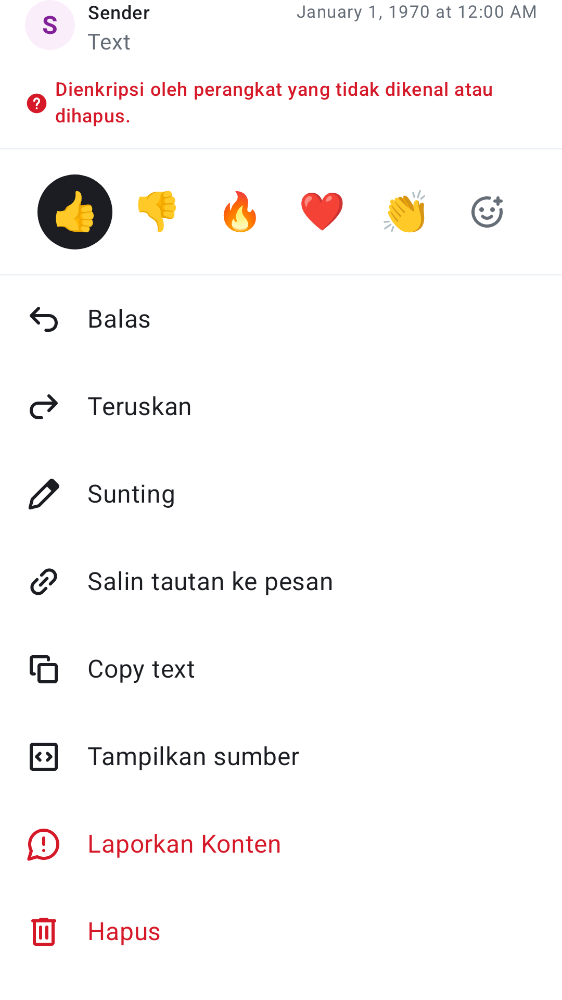 S
Sender
January 1, 1970 at 12:00 AM
Text
Dienkripsi oleh perangkat yang tidak dikenal atau
dihapus.
Balas
Teruskan
Sunting
Salin tautan ke pesan
Copy text
Tampilkan sumber
Laporkan Konten
Hapus